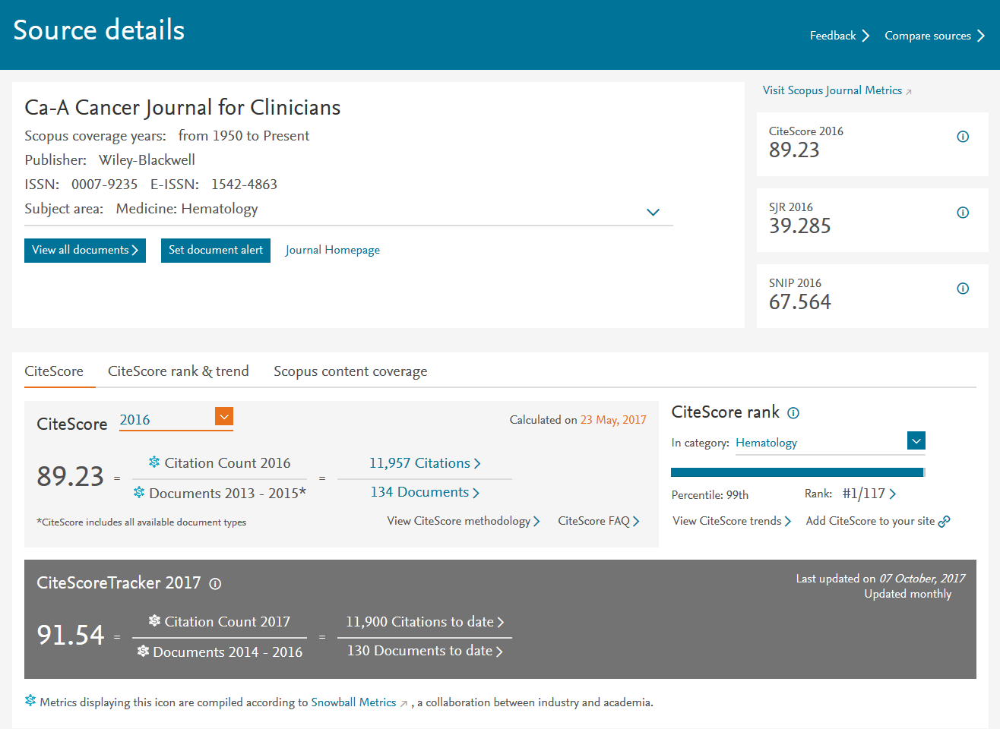 Source details
Feedback
Compare sources
Ca-A Cancer Journal for Clinicians
Scopus coverage years: from 1950 to Present
Publisher: Wiley-Blackwell
ISSN: 0007-9235 E-ISSN: 1542-4863
Subject area: Medicine: Hematology
View all documents
Set document alert
Journal Homepage
Visit Scopus Journal Metrics
CiteScore 2016
89.23
SJR 2016
39.285
SNIP 2016
67.564
CiteScore
CiteScore rank & trend
Scopus content coverage
CiteScore 2016
Calculated on 23 May, 2017
89.23 =
Citation Count 2016
Documents 2013 - 2015*
=
11,957 Citations
134 Documents
*CiteScore includes all available document types
View CiteScore methodology
CiteScore FAQ
CiteScore rank
In category: Hematology
Percentile: 99th
Rank: #1/117
View CiteScore trends
Add CiteScore to your site
CiteScoreTracker 2017
Last updated on 07 October, 2017
Updated monthly
91.54 =
Citation Count 2017
Documents 2014 - 2016
=
11,900 Citations to date
130 Documents to date
Metrics displaying this icon are compiled according to Snowball Metrics , a collaboration between industry and academia.